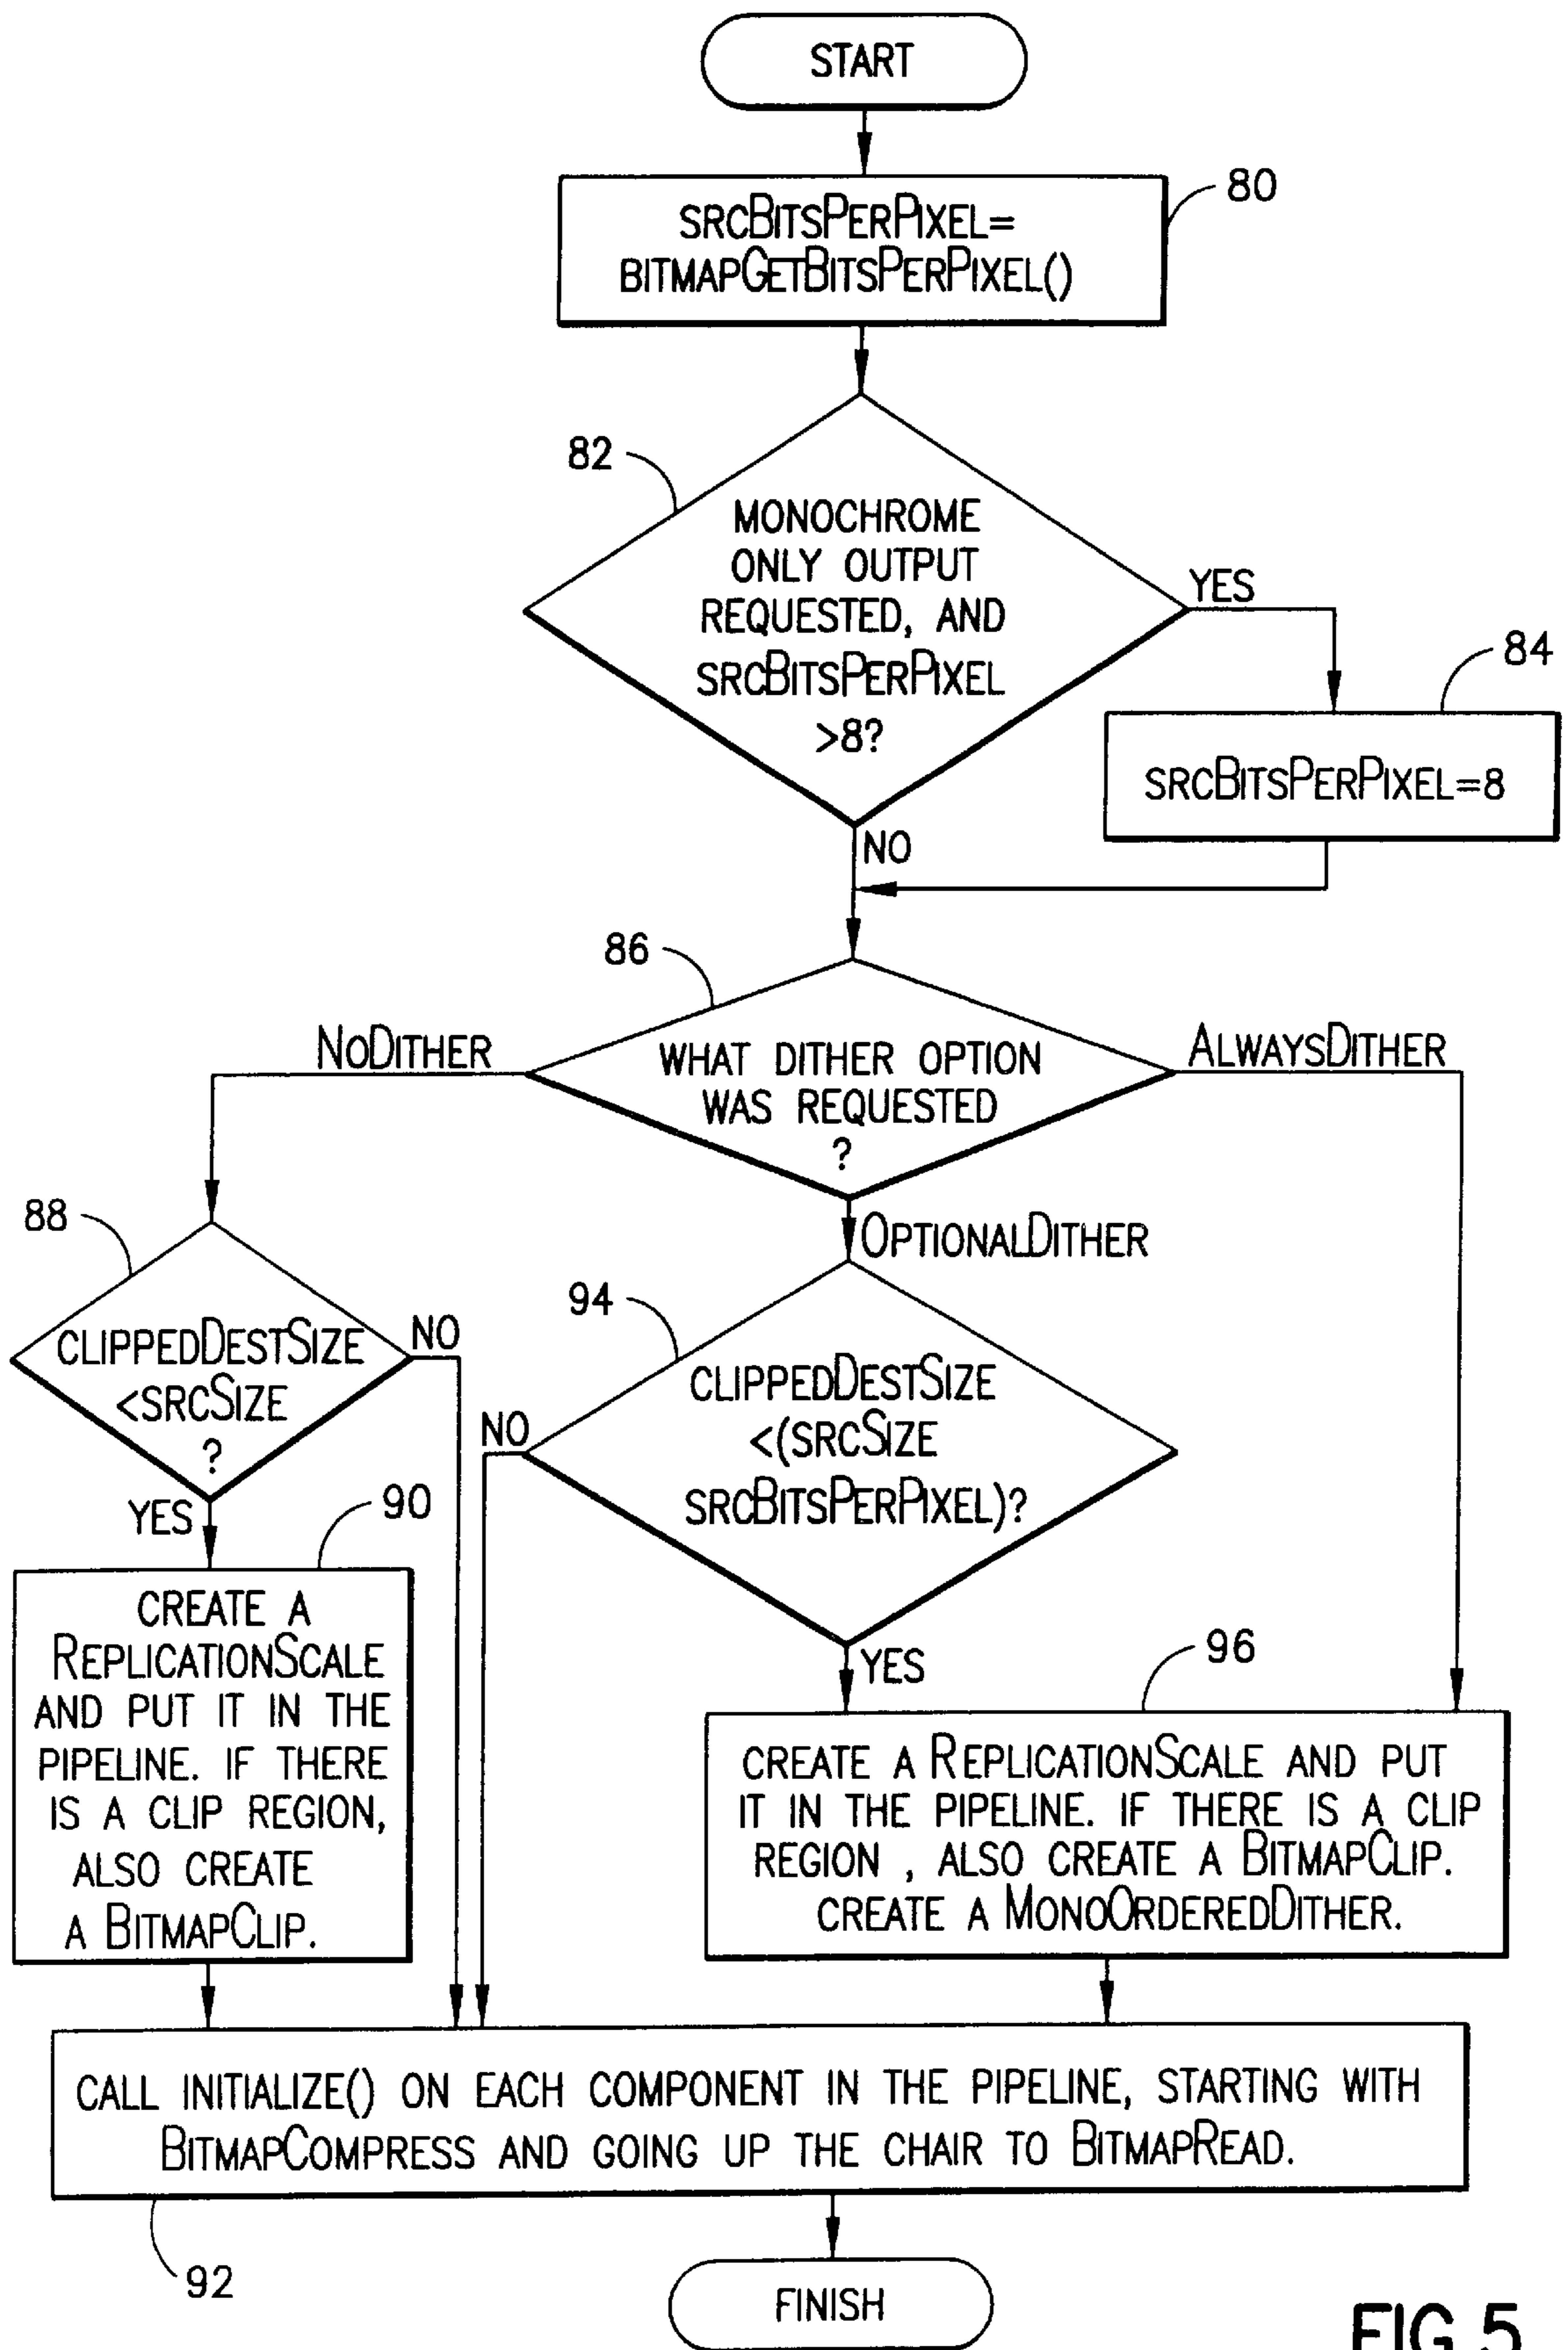 START
80
SRCBITSPERPIXEL=
BITMAPGETBITSPERPIXEL()
82
MONOCHROME
ONLY OUTPUT
REQUESTED, AND
SRCBITSPERPIXEL
>8?
YES
84
SRCBITSPERPIXEL=8
NO
86
NODITHER
WHAT DITHER OPTION
WAS REQUESTED
?
ALWAYSDITHER
88
CLIPPEDDESTSIZE
<SRCSIZE
?
NO
OPTIONALDITHER
94
CLIPPEDDESTSIZE
<(SRCSIZE
SRCBITSPERPIXEL)?
NO
YES
90
CREATE A
REPLICATIONSCALE
AND PUT IT IN THE
PIPELINE. IF THERE
IS A CLIP REGION,
ALSO CREATE
A BITMAPCLIP.
YES
96
CREATE A REPLICATIONSCALE AND PUT
IT IN THE PIPELINE. IF THERE IS A CLIP
REGION , ALSO CREATE A BITMAPCLIP.
CREATE A MONOORDEREDDITHER.
CALL INITIALIZE() ON EACH COMPONENT IN THE PIPELINE, STARTING WITH
BITMAPCOMPRESS AND GOING UP THE CHAIR TO BITMAPREAD.
92
FINISH
FIG.5